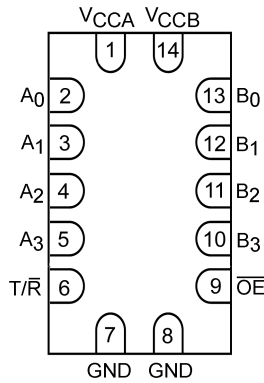 VCCA VCCB
1 14
A0 2 13 B0
A1 3 12 B1
A2 4 11 B2
A3 5 10 B3
T/R̅ 6 9 O̅E̅
7 8
GND GND